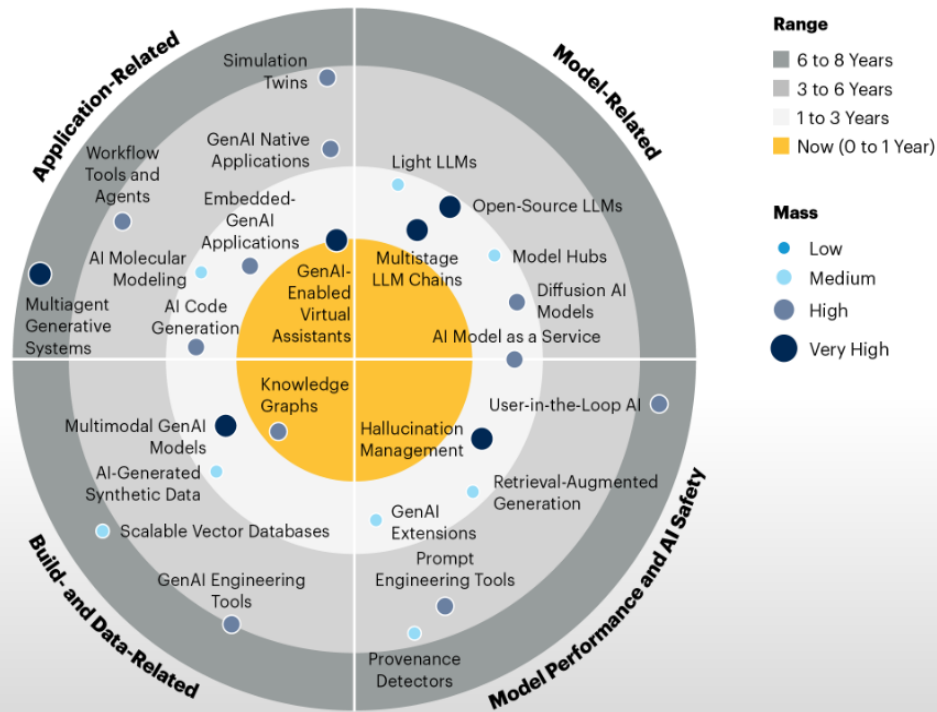 Application-Related
Simulation
Twins
GenAI Native
Applications
Workflow
Tools and
Agents
Embedded-
GenAI
Applications
AI Molecular
Modeling
Multiagent
Generative
Systems
AI Code
Generation
GenAI-
Enabled
Virtual
Assistants
Model-Related
Light LLMs
Open-Source LLMs
Multistage
LLM Chains
Model Hubs
Diffusion AI
Models
AI Model as a Service
Build- and Data-Related
Knowledge
Graphs
Multimodal GenAI
Models
AI-Generated
Synthetic Data
Scalable Vector Databases
GenAI Engineering
Tools
Model Performance and AI Safety
User-in-the-Loop AI
Hallucination
Management
Retrieval-Augmented
Generation
GenAI
Extensions
Prompt
Engineering Tools
Provenance
Detectors
Range
6 to 8 Years
3 to 6 Years
1 to 3 Years
Now (0 to 1 Year)
Mass
Low
Medium
High
Very High